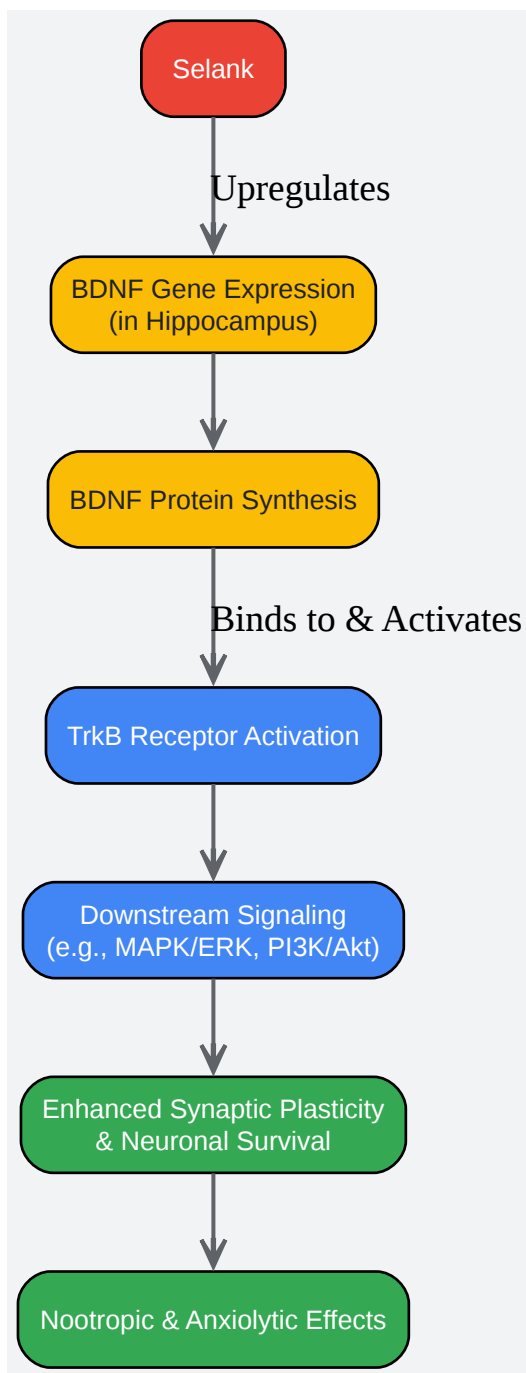 Selank
Upregulates
BDNF Gene Expression
(in Hippocampus)
BDNF Protein Synthesis
Binds to & Activates
TrkB Receptor Activation
Downstream Signaling
(e.g., MAPK/ERK, PI3K/Akt)
Enhanced Synaptic Plasticity
& Neuronal Survival
Nootropic & Anxiolytic Effects